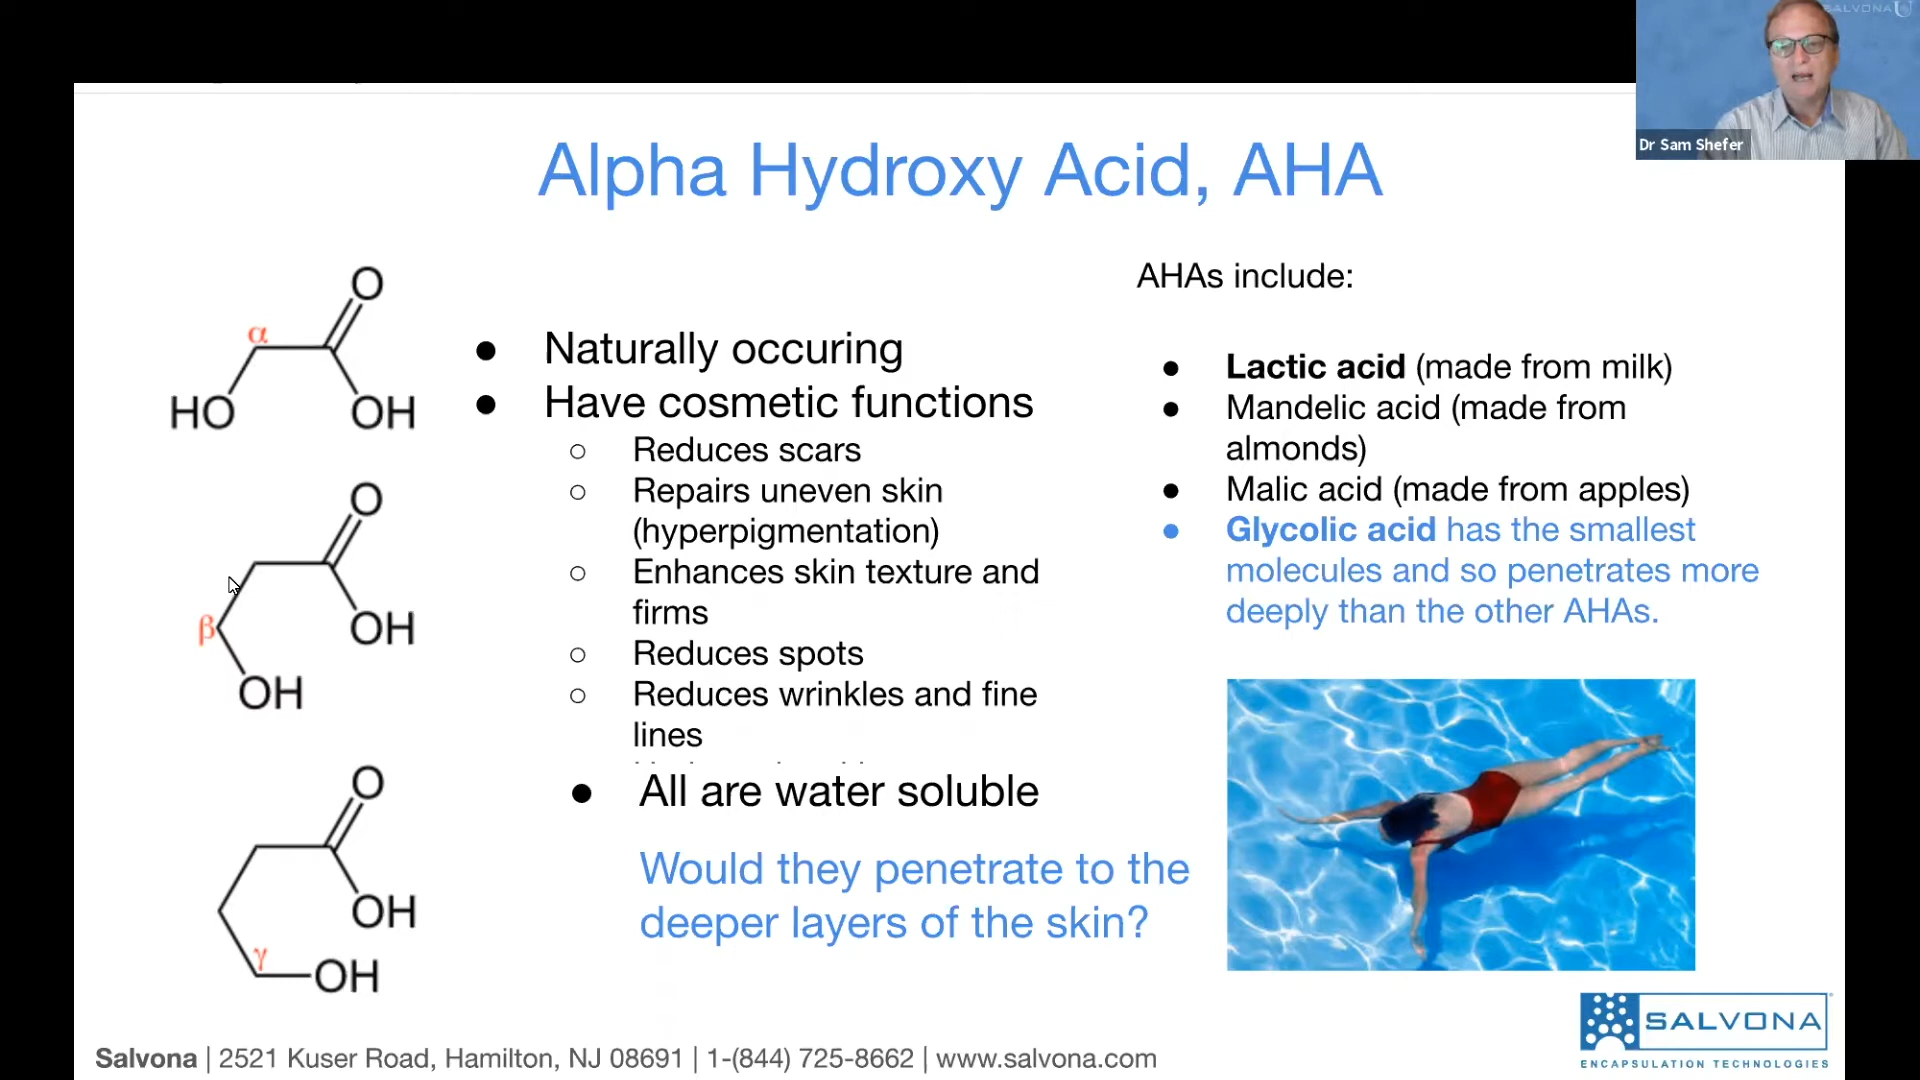 SALVONA U
Dr Sam Shefer
Alpha Hydroxy Acid, AHA
O
α
HO
OH
O
β
OH
OH
O
OH
γ
OH
● Naturally occuring
● Have cosmetic functions
○ Reduces scars
○ Repairs uneven skin
(hyperpigmentation)
○ Enhances skin texture and
firms
○ Reduces spots
○ Reduces wrinkles and fine
lines
● All are water soluble
Would they penetrate to the
deeper layers of the skin?
AHAs include:
● Lactic acid (made from milk)
● Mandelic acid (made from
almonds)
● Malic acid (made from apples)
● Glycolic acid has the smallest
molecules and so penetrates more
deeply than the other AHAs.
SALVONA
ENCAPSULATION TECHNOLOGIES
Salvona | 2521 Kuser Road, Hamilton, NJ 08691 | 1-(844) 725-8662 | www.salvona.com